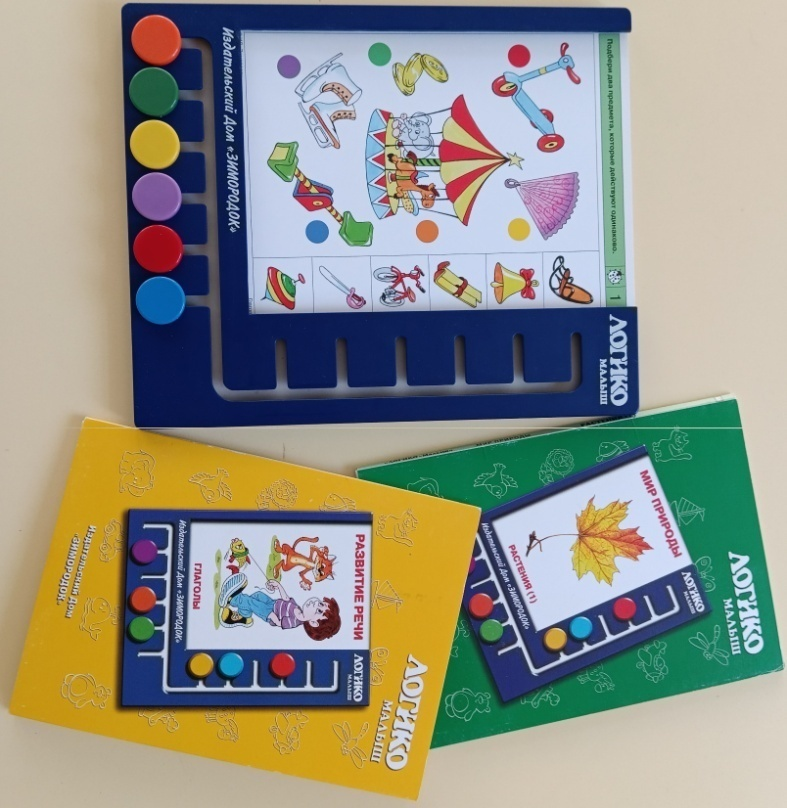 Подбери два предмета, которые действуют одинаково.
1
ЛОГИКО
МАЛЫШ
Издательский Дом «ЗИМОРОДОК»
ЛОГИКО
МАЛЫШ
РАЗВИТИЕ РЕЧИ
ГЛАГОЛЫ
Издательский Дом «ЗИМОРОДОК»
ЛОГИКО
МАЛЫШ
Издательский Дом
«ЗИМОРОДОК»
ЛОГИКО
МАЛЫШ
МИР ПРИРОДЫ
РАСТЕНИЯ (1)
Издательский Дом «ЗИМОРОДОК»
ЛОГИКО
МАЛЫШ